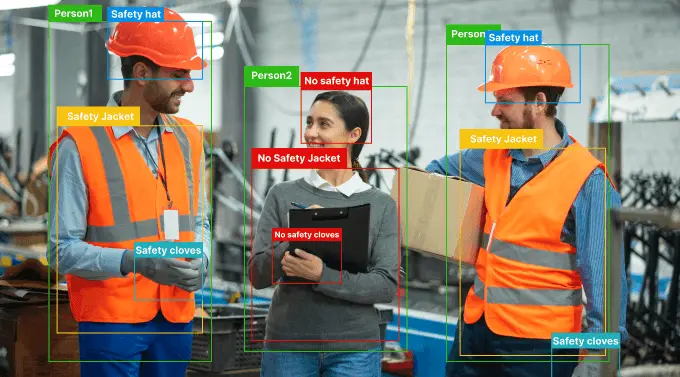 Person1
Safety hat
Safety Jacket
Safety cloves
Person2
No safety hat
No Safety Jacket
No safety cloves
Person
Safety hat
Safety Jacket
Safety cloves